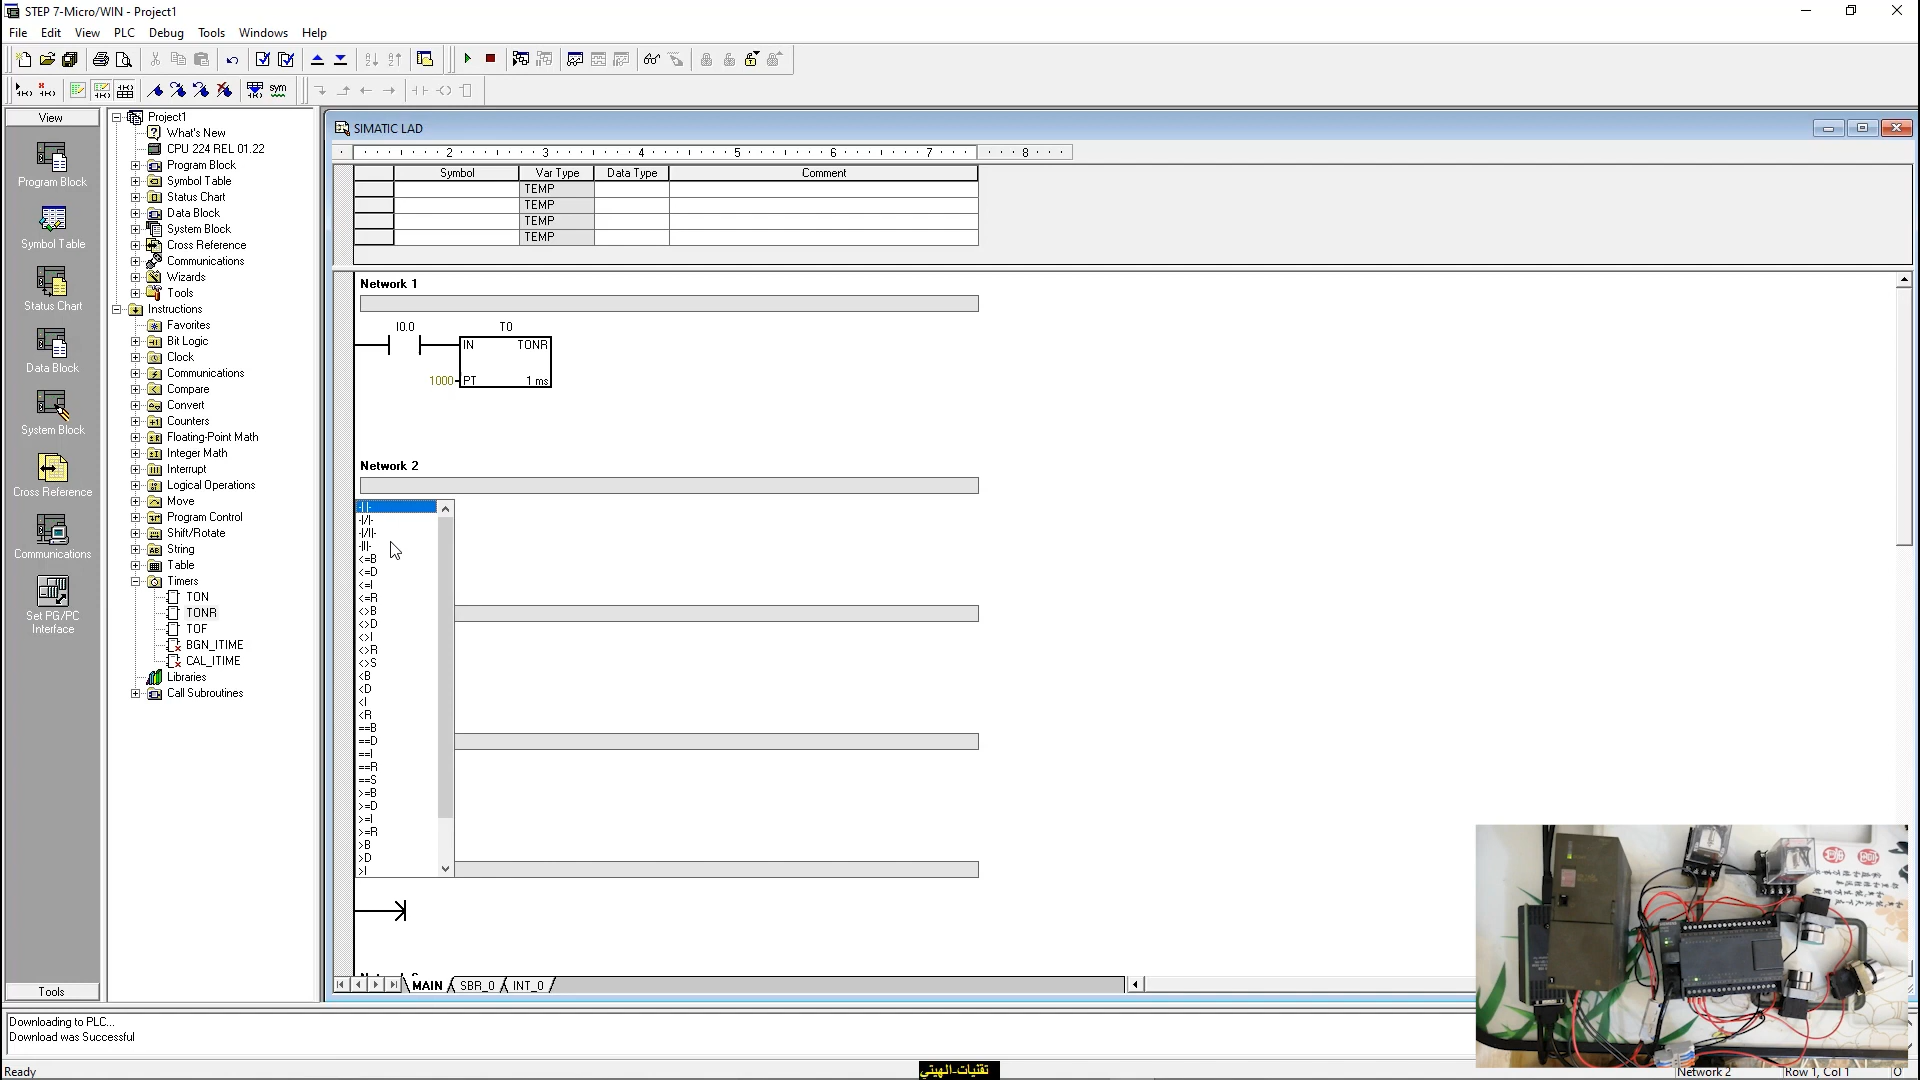 STEP 7-Micro/WIN - Project1
File Edit View PLC Debug Tools Windows Help
sym
View
Program Block
Symbol Table
Status Chart
Data Block
System Block
Cross Reference
Communications
Set PG/PC
Interface
Tools
Project1
What's New
CPU 224 REL 01.22
Program Block
Symbol Table
Status Chart
Data Block
System Block
Cross Reference
Communications
Wizards
Tools
Instructions
Favorites
Bit Logic
Clock
Communications
Compare
Convert
Counters
Floating-Point Math
Integer Math
Interrupt
Logical Operations
Move
Program Control
Shift/Rotate
String
Table
Timers
TON
TONR
TOF
BGN_ITIME
CAL_ITIME
Libraries
Call Subroutines
SIMATIC LAD
2 3 4 5 6 7 8
Symbol Var Type Data Type Comment
TEMP
TEMP
TEMP
TEMP
Network 1
I0.0 T0
IN TONR
1000 PT 1 ms
Network 2
-| |-
-|/|-
-|/I|-
-|I|-
<=B
<=D
<=I
<=R
<>B
<>D
<>I
<>R
<>S
<B
<D
<I
<R
==B
==D
==I
==R
==S
>=B
>=D
>=I
>=R
>B
>D
>I
MAIN SBR_0 INT_0
Downloading to PLC...
Download was Successful
Ready
تقنيات-الهيتي
Network 2 Row 1, Col 1